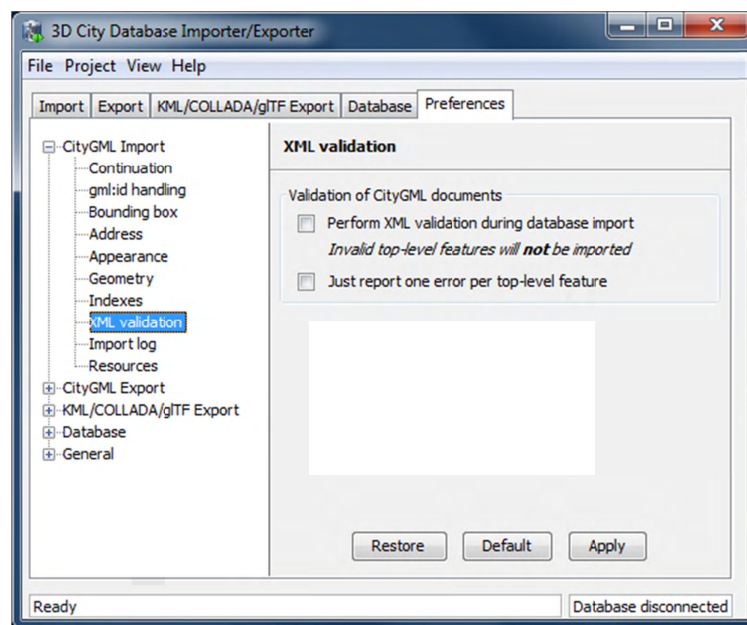 3D City Database Importer/Exporter
File Project View Help
Import Export KML/COLLADA/glTF Export Database Preferences
CityGML Import
Continuation
gml:id handling
Bounding box
Address
Appearance
Geometry
Indexes
XML validation
Import log
Resources
CityGML Export
KML/COLLADA/glTF Export
Database
General
XML validation
Validation of CityGML documents
Perform XML validation during database import
Invalid top-level features will not be imported
Just report one error per top-level feature
Restore Default Apply
Ready
Database disconnected